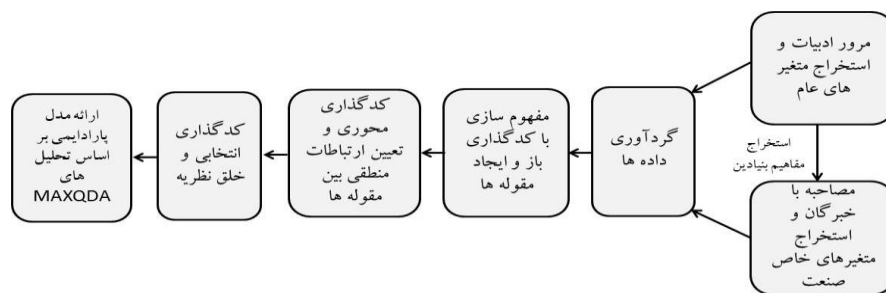 مرور ادبیات و
استخراج متغیر
های عام
استخراج
مفاهیم بنیادین
مصاحبه با
خبرگان و
استخراج
متغیرهای خاص
صنعت
گردآوری
داده ها
مفهوم سازی
با کدگذاری
باز و ایجاد
مقوله ها
کدگذاری
محوری و
تعیین ارتباطات
منطقی بین
مقوله ها
کدگذاری
انتخابی و
خلق نظریه
ارائه مدل
پارادایمی بر
اساس تحلیل
های
MAXQDA